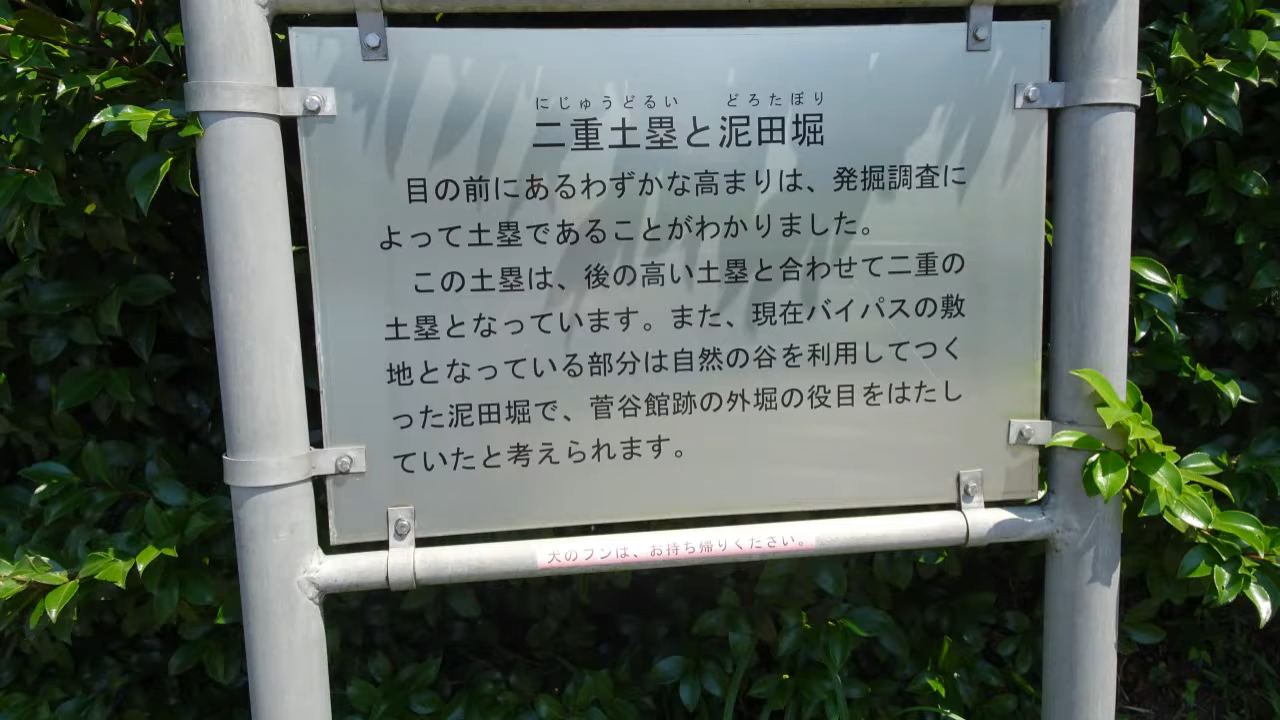 にじゅうどるい どろたぼり
二重土塁と泥田堀
目の前にあるわずかな高まりは、発掘調査に
よって土塁であることがわかりました。
この土塁は、後の高い土塁と合わせて二重の
土塁となっています。また、現在バイパスの敷
地となっている部分は自然の谷を利用してつく
った泥田堀で、菅谷館跡の外堀の役目をはたし
ていたと考えられます。
犬のフンは、お持ち帰りください。